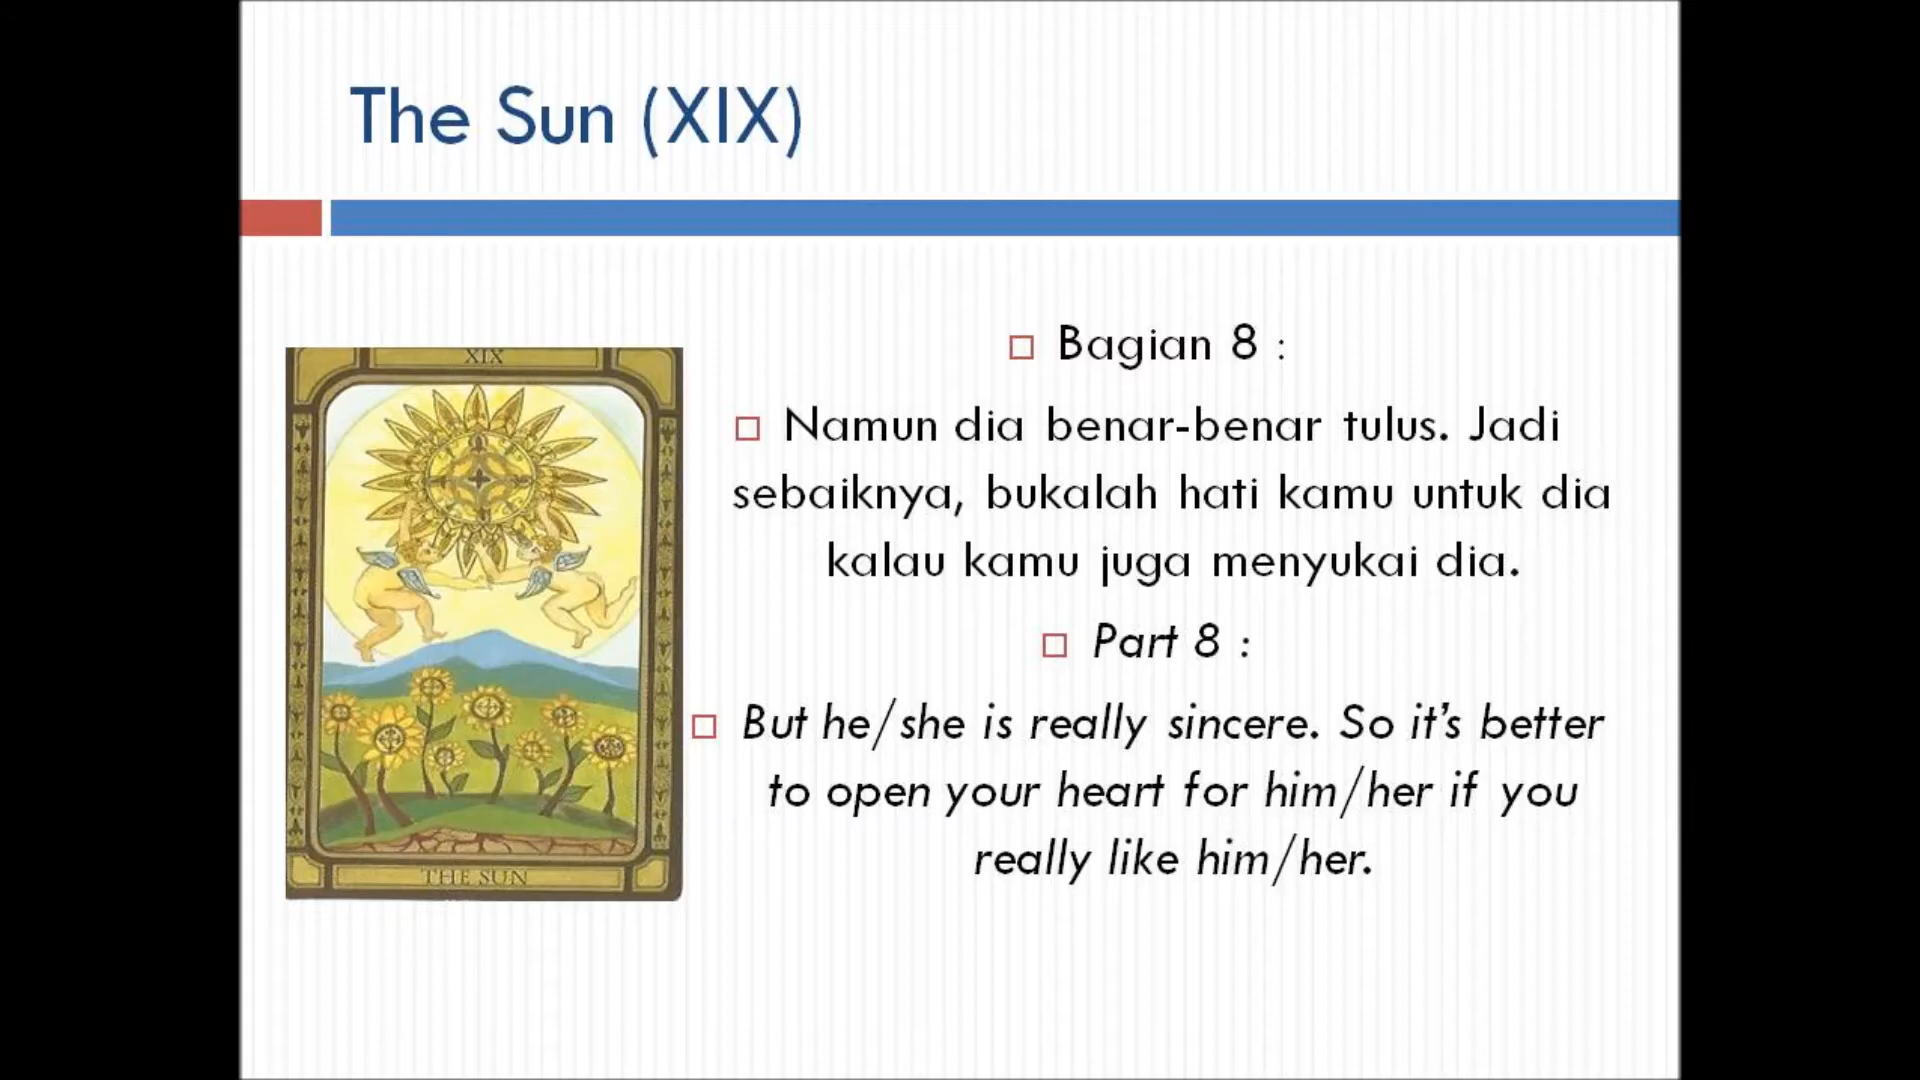 The Sun (XIX)
XIX
THE SUN
Bagian 8 :
Namun dia benar-benar tulus. Jadi
sebaiknya, bukalah hati kamu untuk dia
kalau kamu juga menyukai dia.
Part 8 :
But he/she is really sincere. So it’s better
to open your heart for him/her if you
really like him/her.